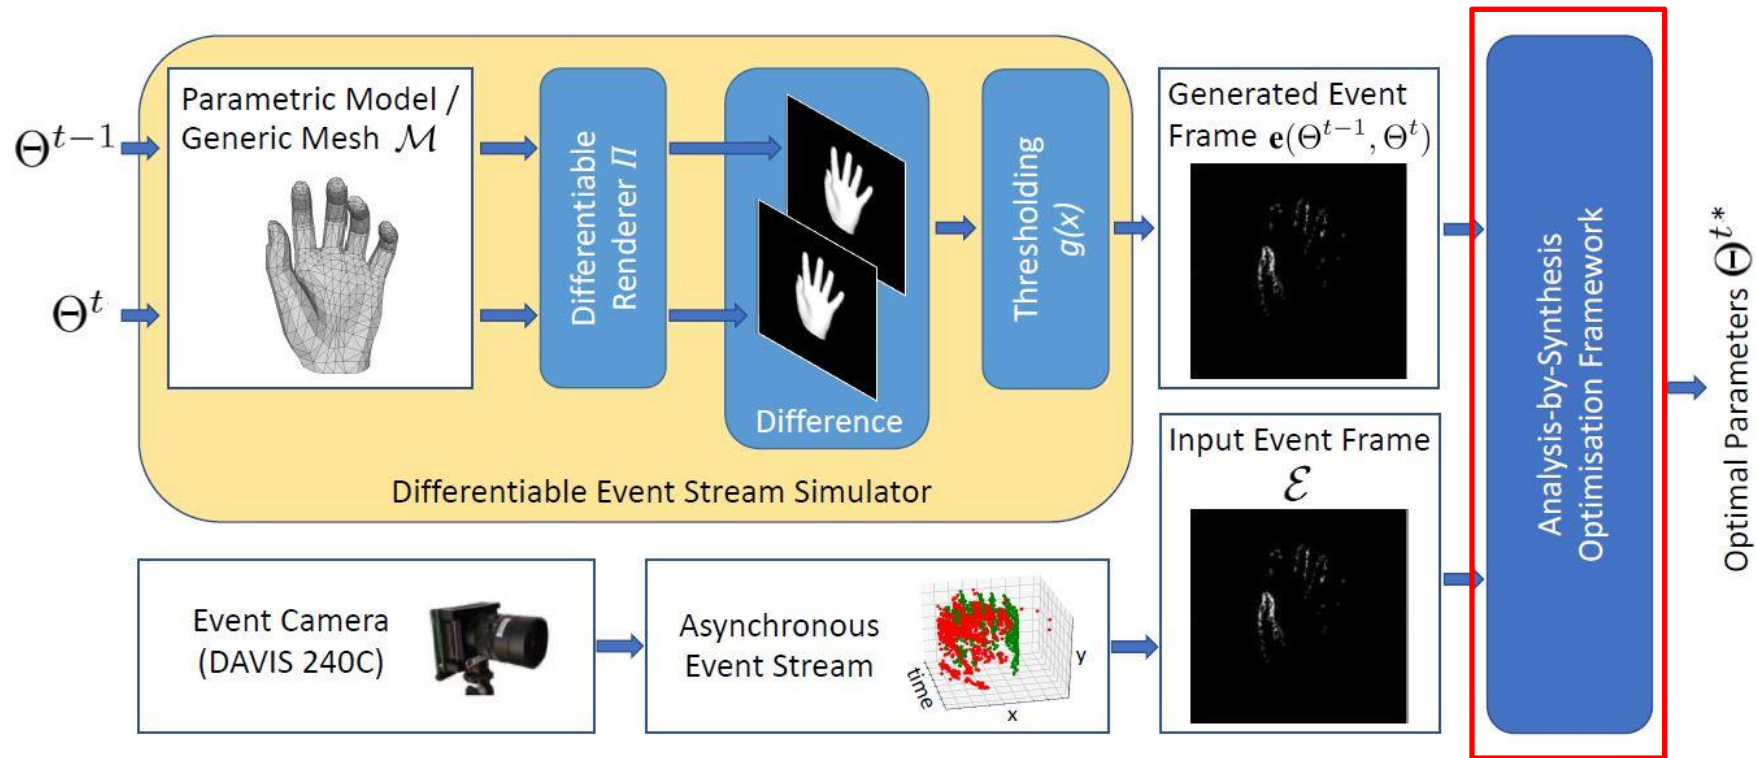 Θ^{t-1}
Θ^t
Parametric Model /
Generic Mesh ℳ
Differentiable
Renderer Π
Difference
Thresholding
g(x)
Differentiable Event Stream Simulator
Generated Event
Frame e(Θ^{t-1}, Θ^t)
Input Event Frame
ℰ
Event Camera
(DAVIS 240C)
Asynchronous
Event Stream
time
x
y
Analysis-by-Synthesis
Optimisation Framework
Optimal Parameters Θ^{t*}